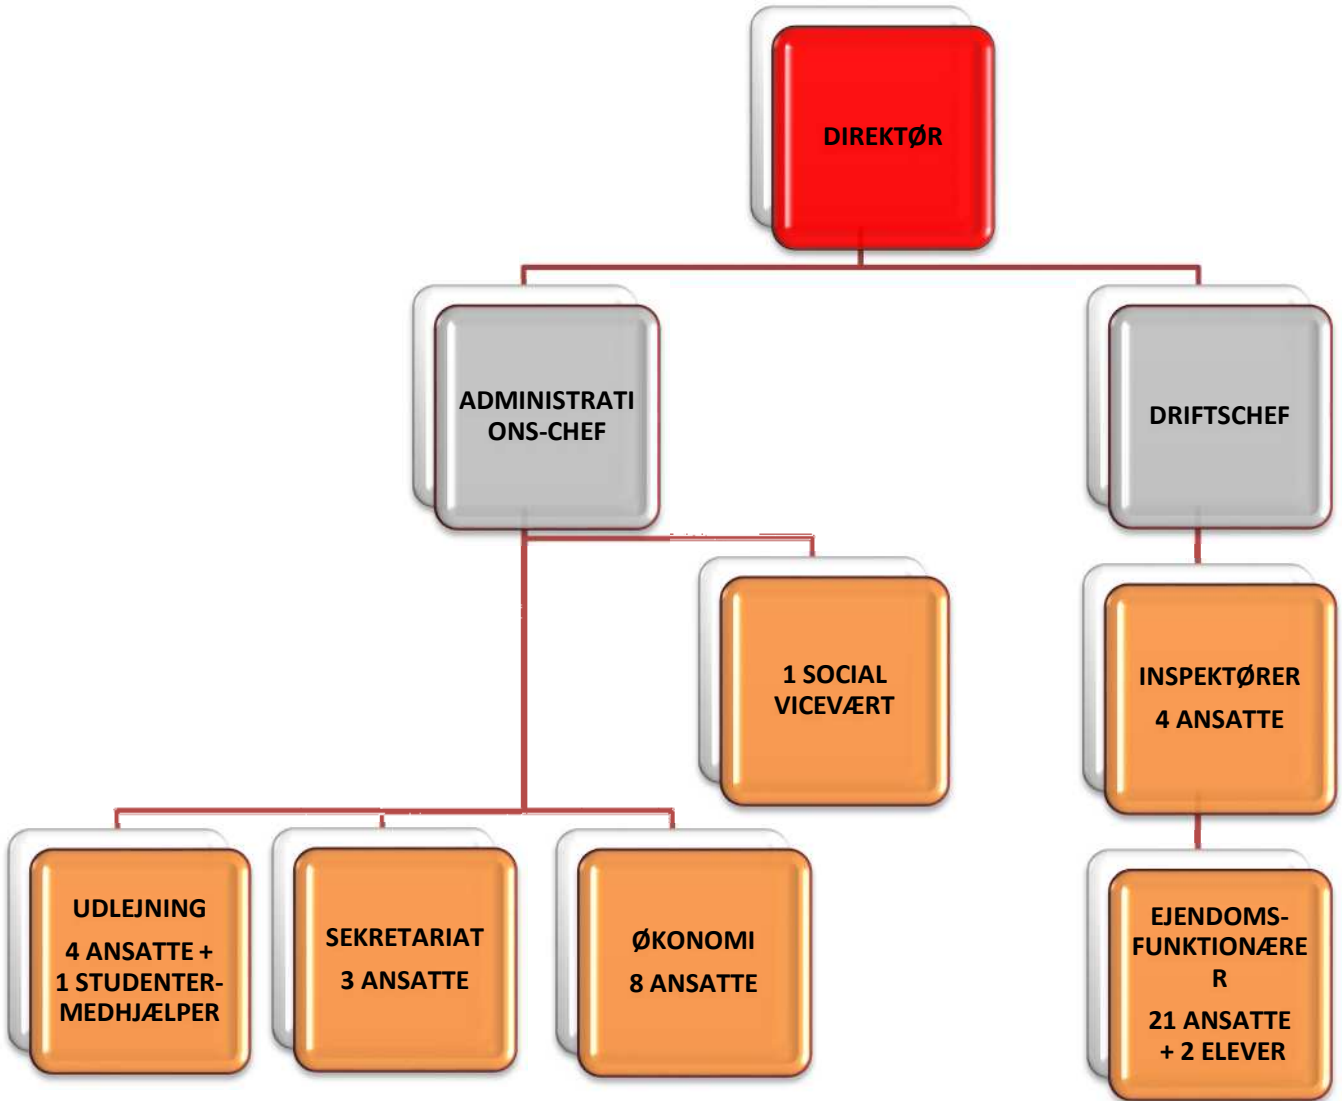 DIREKTØR
ADMINISTRATI
ONS-CHEF
DRIFTSCHEF
1 SOCIAL
VICEVÆRT
INSPEKTØRER
4 ANSATTE
UDLEJNING
4 ANSATTE +
1 STUDENTER-
MEDHJÆLPER
SEKRETARIAT
3 ANSATTE
ØKONOMI
8 ANSATTE
EJENDOMS-
FUNKTIONÆRE
R
21 ANSATTE
+ 2 ELEVER